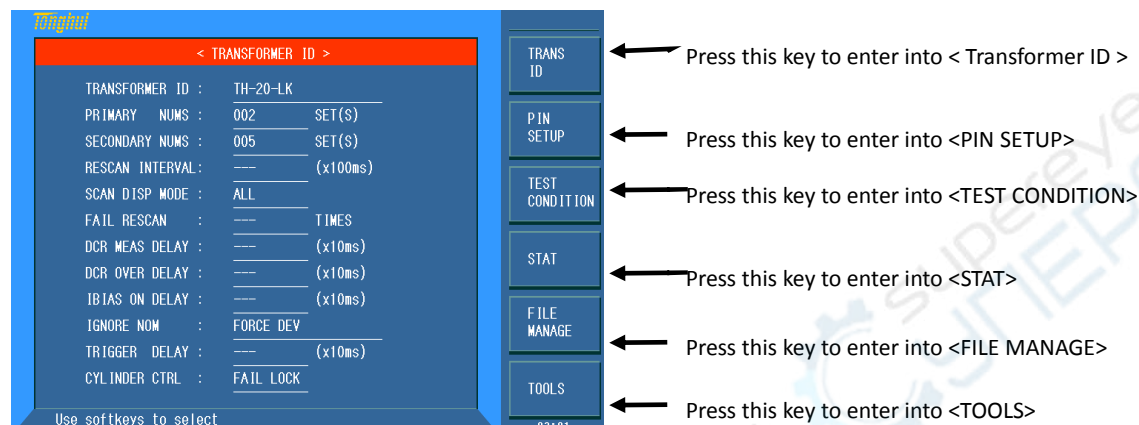 Tonghui
< TRANSFORMER ID >
TRANSFORMER ID : TH-20-LK
PRIMARY NUMS : 002 SET(S)
SECONDARY NUMS : 005 SET(S)
RESCAN INTERVAL: --- (x100ms)
SCAN DISP MODE : ALL
FAIL RESCAN : --- TIMES
DCR MEAS DELAY : --- (x10ms)
DCR OVER DELAY : --- (x10ms)
IBIAS ON DELAY : --- (x10ms)
IGNORE NOM : FORCE DEV
TRIGGER DELAY : --- (x10ms)
CYLINDER CTRL : FAIL LOCK
Use softkeys to select
TRANS
ID
PIN
SETUP
TEST
CONDITION
STAT
FILE
MANAGE
TOOLS
Press this key to enter into < Transformer ID >
Press this key to enter into <PIN SETUP>
Press this key to enter into <TEST CONDITION>
Press this key to enter into <STAT>
Press this key to enter into <FILE MANAGE>
Press this key to enter into <TOOLS>